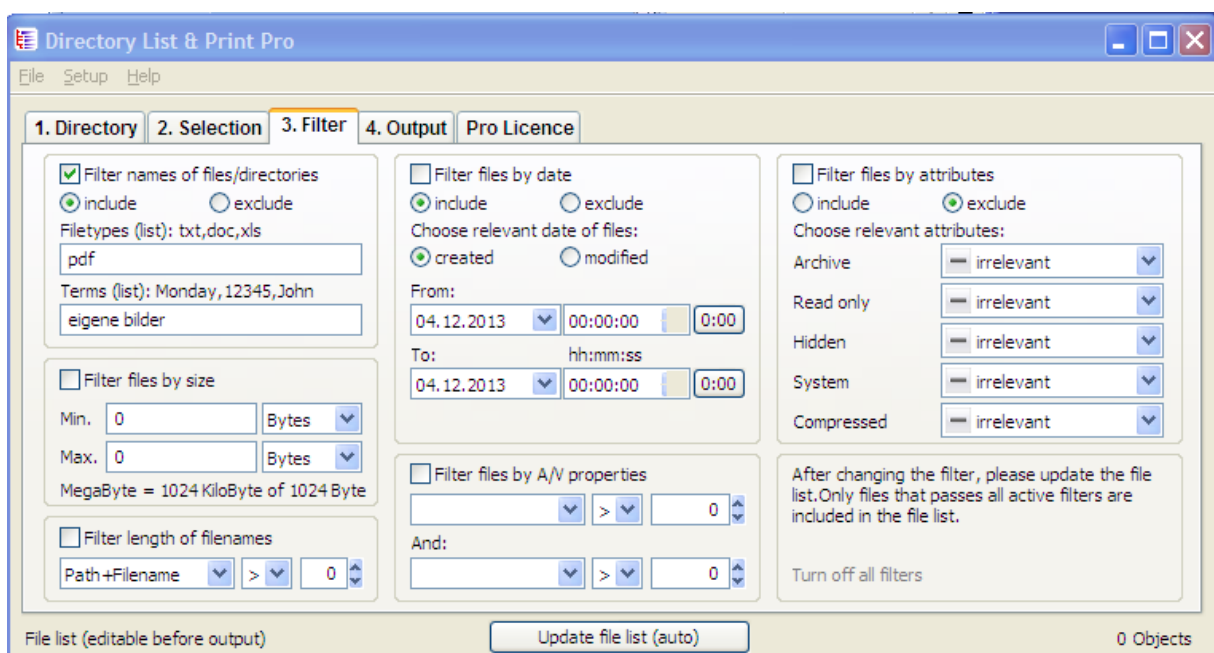 Directory List & Print Pro
File Setup Help
1. Directory 2. Selection 3. Filter 4. Output Pro Licence
Filter names of files/directories
include exclude
Filetypes (list): txt,doc,xls
pdf
Terms (list): Monday,12345,John
eigene bilder
Filter files by size
Min. 0 Bytes
Max. 0 Bytes
MegaByte = 1024 KiloByte of 1024 Byte
Filter length of filenames
Path+Filename > 0
Filter files by date
include exclude
Choose relevant date of files:
created modified
From:
04.12.2013 00:00:00 0:00
To: hh:mm:ss
04.12.2013 00:00:00 0:00
Filter files by A/V properties
> 0
And:
> 0
Filter files by attributes
include exclude
Choose relevant attributes:
Archive irrelevant
Read only irrelevant
Hidden irrelevant
System irrelevant
Compressed irrelevant
After changing the filter, please update the file
list.Only files that passes all active filters are
included in the file list.
Turn off all filters
File list (editable before output) Update file list (auto) 0 Objects